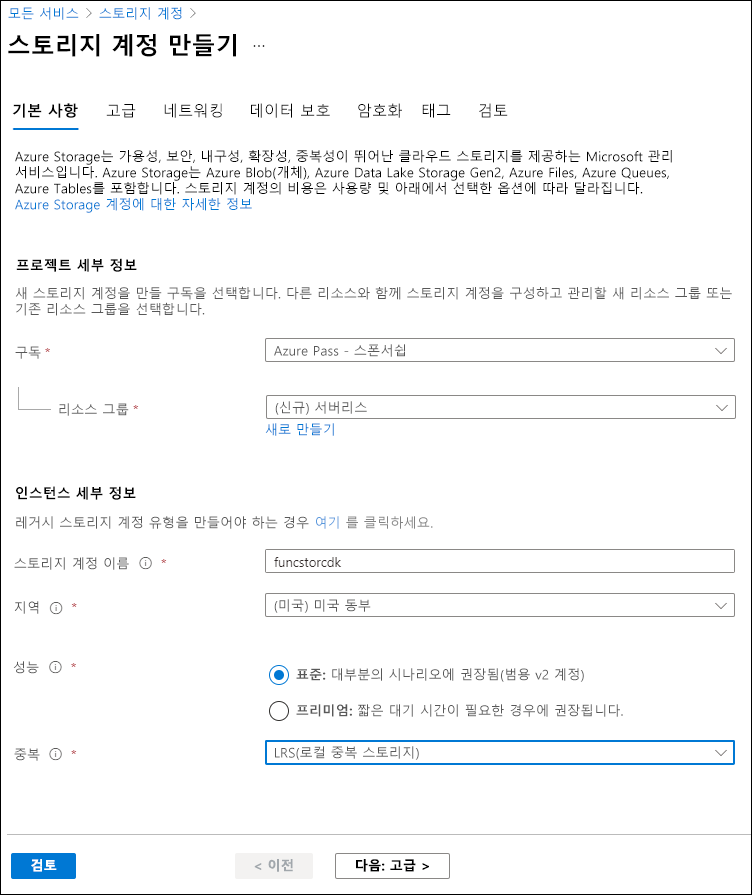 모든 서비스 > 스토리지 계정 >
스토리지 계정 만들기 ...
기본 사항 고급 네트워킹 데이터 보호 암호화 태그 검토
Azure Storage는 가용성, 보안, 내구성, 확장성, 중복성이 뛰어난 클라우드 스토리지를 제공하는 Microsoft 관리
서비스입니다. Azure Storage는 Azure Blob(개체), Azure Data Lake Storage Gen2, Azure Files, Azure Queues,
Azure Tables를 포함합니다. 스토리지 계정의 비용은 사용량 및 아래에서 선택한 옵션에 따라 달라집니다.
Azure Storage 계정에 대한 자세한 정보
프로젝트 세부 정보
새 스토리지 계정을 만들 구독을 선택합니다. 다른 리소스와 함께 스토리지 계정을 구성하고 관리할 새 리소스 그룹 또는
기존 리소스 그룹을 선택합니다.
구독 * Azure Pass - 스폰서쉽
리소스 그룹 * (신규) 서버리스
새로 만들기
인스턴스 세부 정보
레거시 스토리지 계정 유형을 만들어야 하는 경우 여기 를 클릭하세요.
스토리지 계정 이름 * funcstorcdk
지역 * (미국) 미국 동부
성능 * 표준: 대부분의 시나리오에 권장됨(범용 v2 계정)
프리미엄: 짧은 대기 시간이 필요한 경우에 권장됩니다.
중복 * LRS(로컬 중복 스토리지)
검토 < 이전 다음: 고급 >